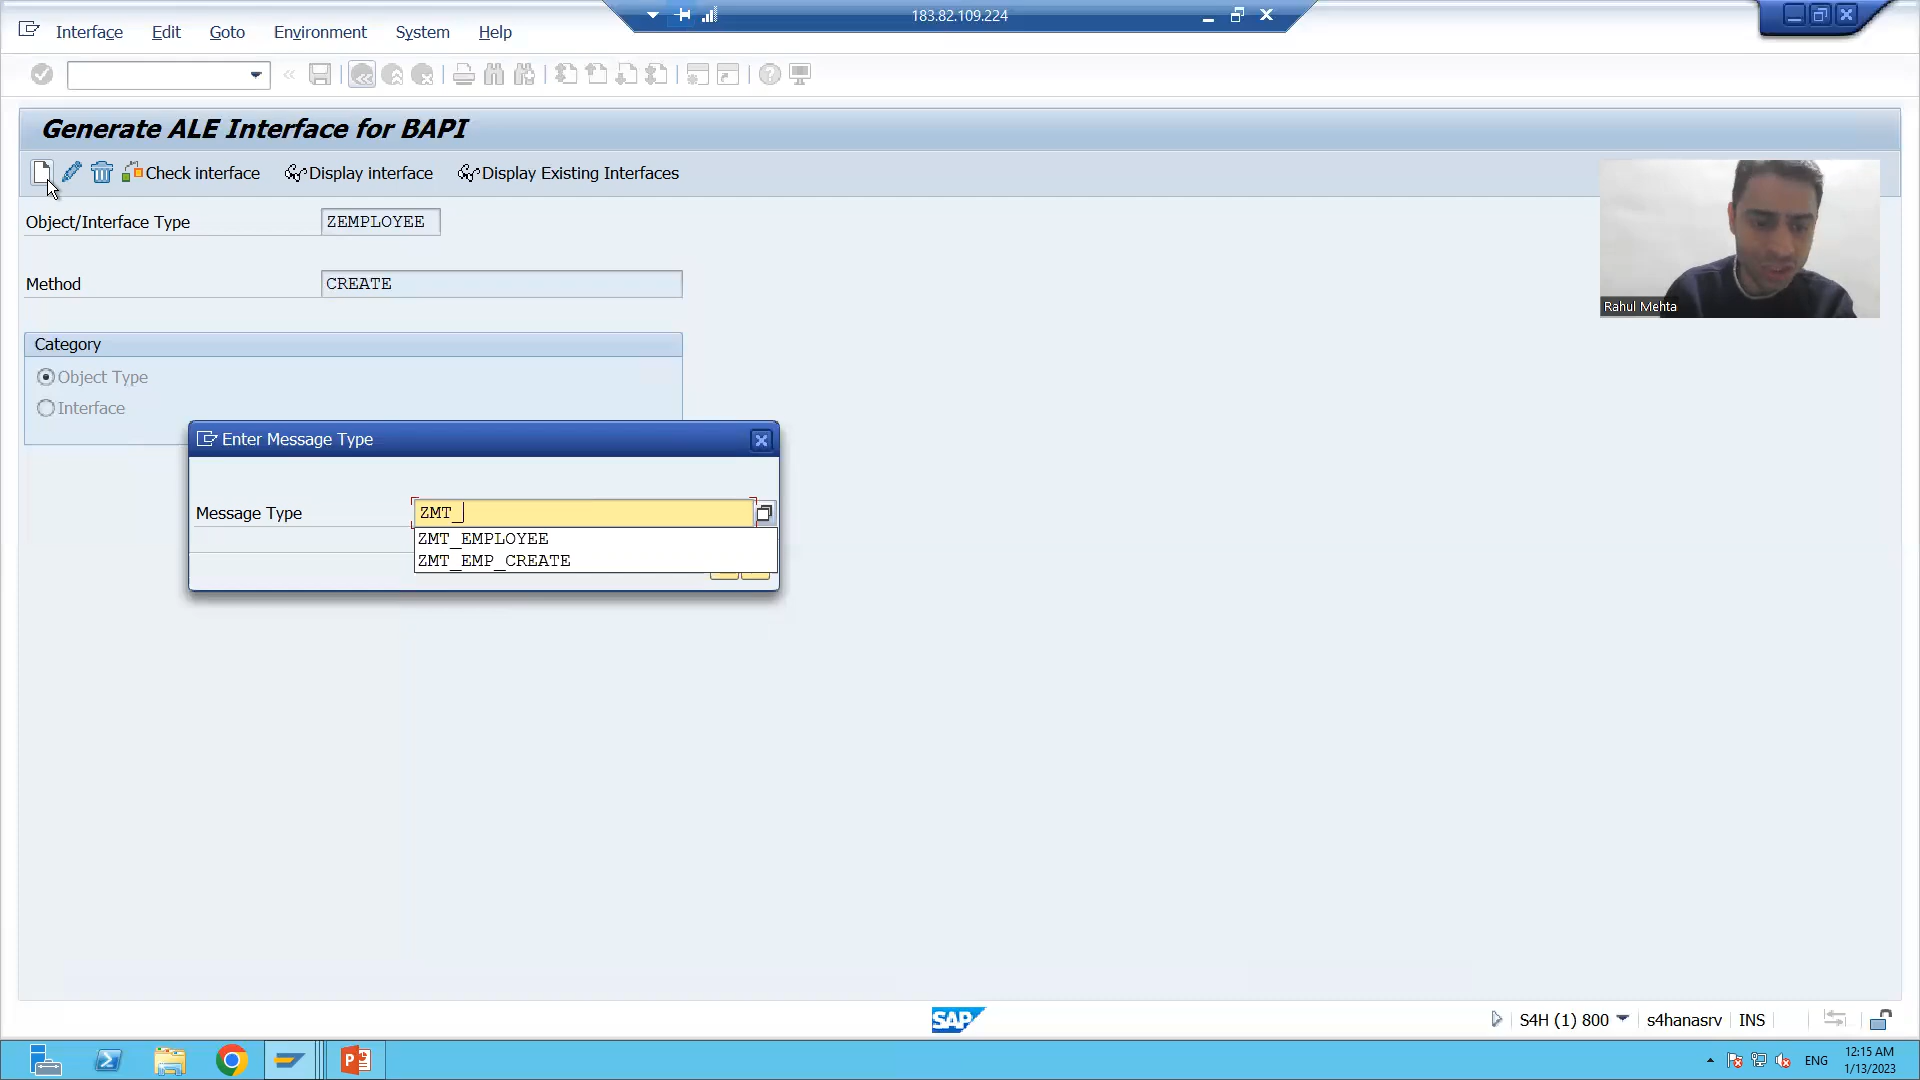 183.82.109.224
Interface Edit Goto Environment System Help
Generate ALE Interface for BAPI
Check interface Display interface Display Existing Interfaces
Object/Interface Type ZEMPLOYEE
Rahul Mehta
Method CREATE
Category
Object Type
Interface
Enter Message Type
Message Type ZMT_
ZMT_EMPLOYEE
ZMT_EMP_CREATE
SAP S4H (1) 800 s4hanasrv INS
ENG 12:15 AM
1/13/2023